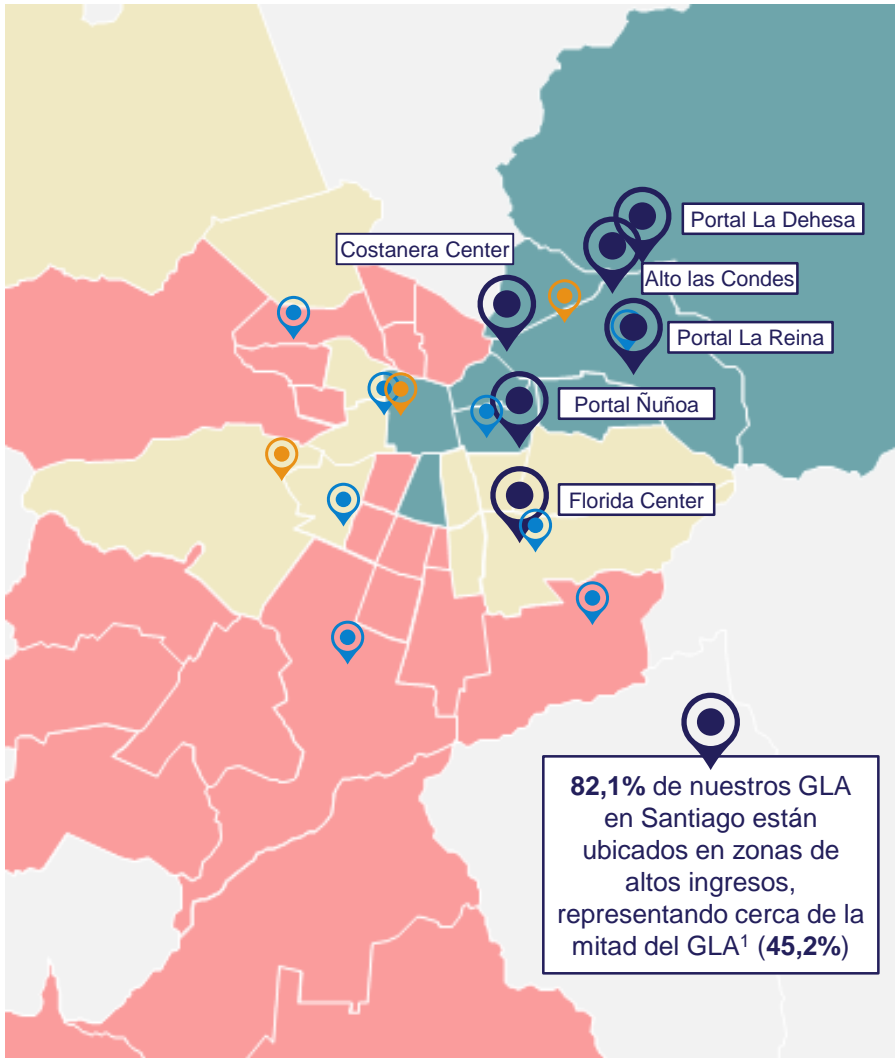 Portal La Dehesa
Costanera Center
Alto las Condes
Portal La Reina
Portal Ñuñoa
Florida Center
82,1% de nuestros GLA
en Santiago están
ubicados en zonas de
altos ingresos,
representando cerca de la
mitad del GLA¹ (45,2%)